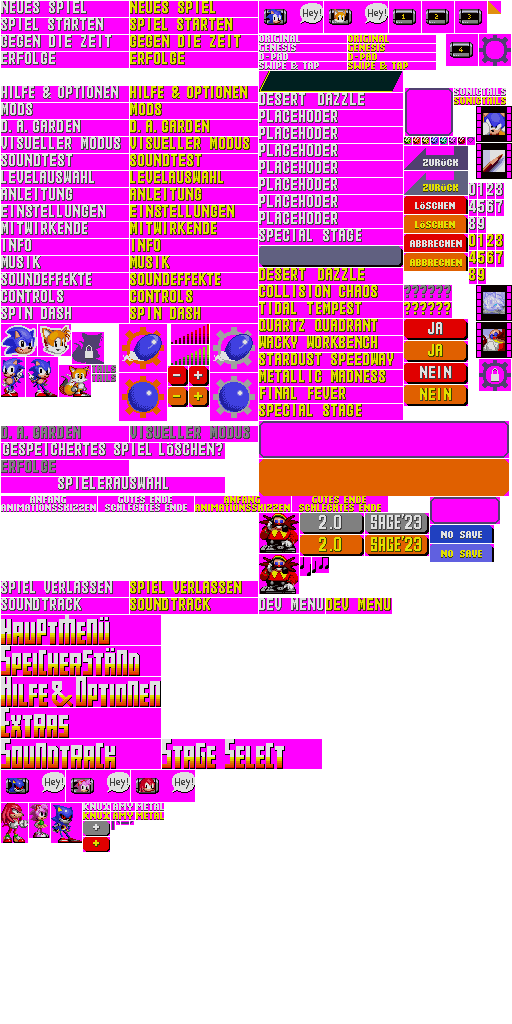 NEUES SPIEL NEUES SPIEL
SPIEL STARTEN SPIEL STARTEN
GEGEN DIE ZEIT GEGEN DIE ZEIT
ERFOLGE ERFOLGE
HILFE & OPTIONEN HILFE & OPTIONEN
MODS MODS
D. A. GARDEN D. A. GARDEN
VISUELLER MODUS VISUELLER MODUS
SOUNDTEST SOUNDTEST
LEVELAUSWAHL LEVELAUSWAHL
ANLEITUNG ANLEITUNG
EINSTELLUNGEN EINSTELLUNGEN
MITWIRKENDE MITWIRKENDE
INFO INFO
MUSIK MUSIK
SOUNDEFFEKTE SOUNDEFFEKTE
CONTROLS CONTROLS
SPIN DASH SPIN DASH
Hey! Hey! 1 2 3
ORIGINAL ORIGINAL
GENESIS GENESIS
D-PAD D-PAD
SWIPE & TAP SWIPE & TAP
4
DESERT DAZZLE
PLACEHODER
PLACEHODER
PLACEHODER
PLACEHODER
PLACEHODER
PLACEHODER
PLACEHODER
SPECIAL STAGE
DESERT DAZZLE
COLLISION CHAOS
TIDAL TEMPEST
QUARTZ QUADRANT
WACKY WORKBENCH
STARDUST SPEEDWAY
METALLIC MADNESS
FINAL FEVER
SPECIAL STAGE
SONIC TAILS
SONIC TAILS
ZURÜCK
ZURÜCK
LÖSCHEN
LÖSCHEN
ABBRECHEN
ABBRECHEN
0123
4567
89
0123
4567
89
??????
??????
JA
JA
NEIN
NEIN
TAILS
TAILS
D. A. GARDEN VISUELLER MODUS
GESPEICHERTES SPIEL LÖSCHEN?
ERFOLGE
SPIELERAUSWAHL
ANFANG GUTES ENDE ANFANG GUTES ENDE
ANIMATIONSSKIZZEN SCHLECHTES ENDE ANIMATIONSSKIZZEN SCHLECHTES ENDE
2.0 SAGE'23
2.0 SAGE'23
NO SAVE
NO SAVE
SPIEL VERLASSEN SPIEL VERLASSEN
SOUNDTRACK SOUNDTRACK DEV MENU DEV MENU
HAUPTMENÜ
SPEICHERSTÄND
HILFE & OPTIONEN
EXTRAS
SOUNDTRACK STAGE SELECT
Hey! Hey! Hey!
KNUX AMY METAL
KNUX AMY METAL